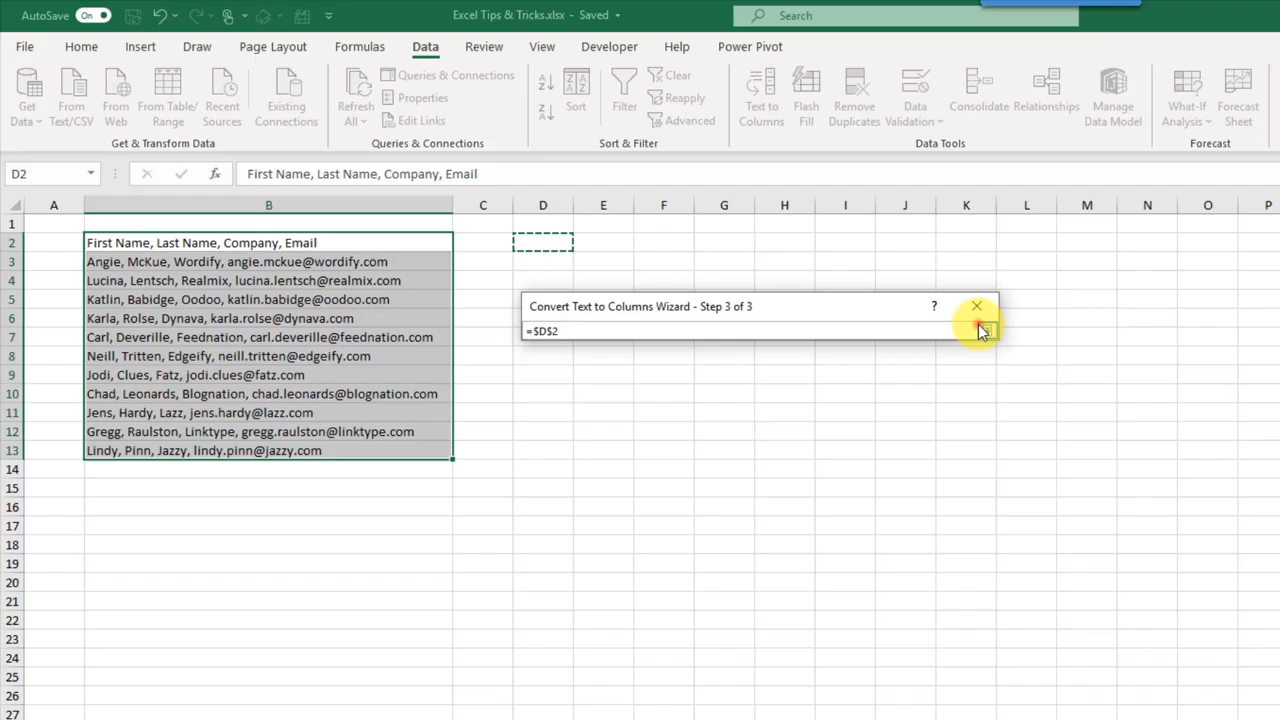 AutoSave On Excel Tips & Tricks.xlsx - Saved Search
File Home Insert Draw Page Layout Formulas Data Review View Developer Help Power Pivot
Get Data From Text/CSV From Web From Table/ Range Recent Sources Existing Connections Refresh All Queries & Connections Properties Edit Links Sort Filter Clear Reapply Advanced Text to Columns Flash Fill Remove Duplicates Data Validation Consolidate Relationships Manage Data Model What-If Analysis Forecast Sheet
Get & Transform Data Queries & Connections Sort & Filter Data Tools Forecast
D2 fx First Name, Last Name, Company, Email
A B C D E F G H I J K L M N O P
1
2 First Name, Last Name, Company, Email
3 Angie, McKue, Wordify, angie.mckue@wordify.com
4 Lucina, Lentsch, Realmix, lucina.lentsch@realmix.com
5 Katlin, Babidge, Oodoo, katlin.babidge@oodoo.com
6 Karla, Rolse, Dynava, karla.rolse@dynava.com
7 Carl, Deverille, Feednation, carl.deverille@feednation.com
8 Neill, Tritten, Edgeify, neill.tritten@edgeify.com
9 Jodi, Clues, Fatz, jodi.clues@fatz.com
10 Chad, Leonards, Blognation, chad.leonards@blognation.com
11 Jens, Hardy, Lazz, jens.hardy@lazz.com
12 Gregg, Raulston, Linktype, gregg.raulston@linktype.com
13 Lindy, Pinn, Jazzy, lindy.pinn@jazzy.com
14
15
16
17
18
19
20
21
22
23
24
25
26
27
Convert Text to Columns Wizard - Step 3 of 3 ?
=$D$2